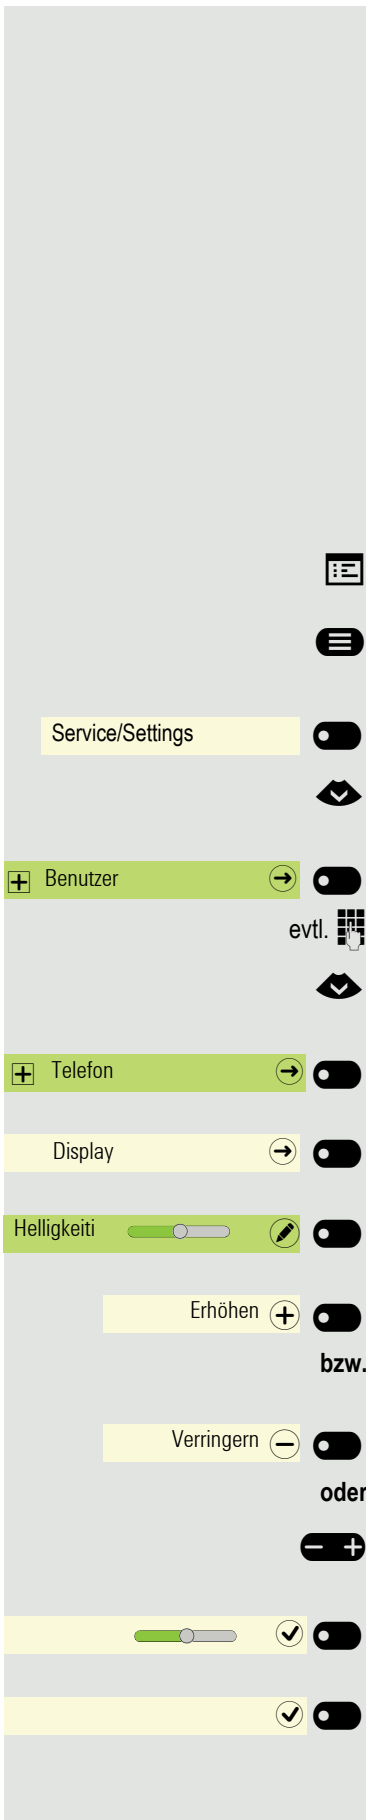 Service/Settings
Benutzer
evtl.
Telefon
Display
Helligkeiti
Erhöhen
bzw.
Verringern
oder